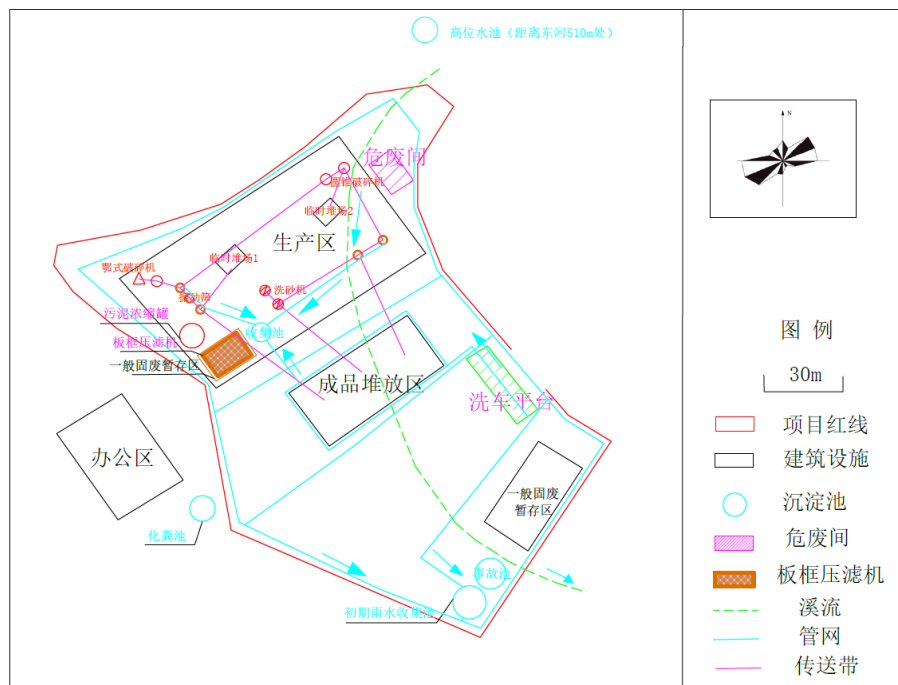 高位水池（距离东河510m处）
N
危废间
圆锥破碎机
临时堆场2
生产区
临时堆场1
鄂式破碎机
振动筛
洗砂机
污泥浓缩罐
收集池
板框压滤机
一般固废暂存区
成品堆放区
洗车平台
办公区
一般固废
暂存区
化粪池
事故池
初期雨水收集池
图 例
30m
项目红线
建筑设施
沉淀池
危废间
板框压滤机
溪流
管网
传送带